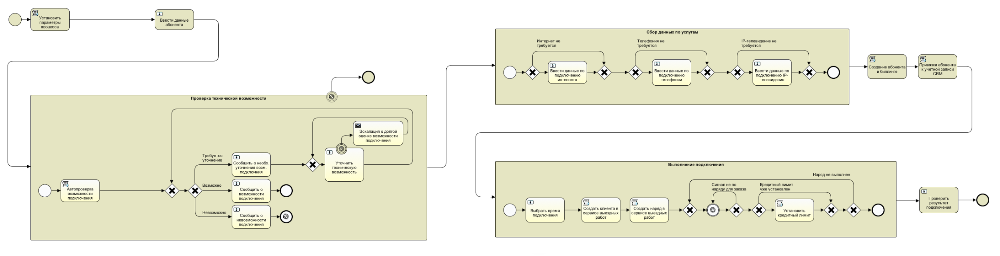 Установить
параметры
процесса
Ввести данные
абонента
Проверка технической возможности
Автопроверка
возможности
подключения
Требуется
уточнение
Возможно
Невозможно
Сообщить о необх.
уточнения возм.
подключния
Сообщить о
возможности
подключения
Сообщить о
невозможности
подключения
Эскалация о долгой
оценке возможности
подключения
Уточнить
техническую
возможность
Сбор данных по услугам
Интернет не
требуется
Ввести данные по
подключению
интернета
Телефония не
требуется
Ввести данные по
подключению
телефонии
IP-телевидение не
требуется
Ввести данные по
подключению IP-
телевидения
Создание абонента
в биллинге
Привязка абонента
к учетной записи
CRM
Выполнение подключения
Выбрать время
подключения
Создать клиента в
сервисе выездных
работ
Создать наряд в
сервисе выездных
работ
Сигнал не по
наряду для заказа
Кредитный лимит
уже установлен
Наряд не выполнен
Установить
кредитный лимит
Проверить
результат
подключения